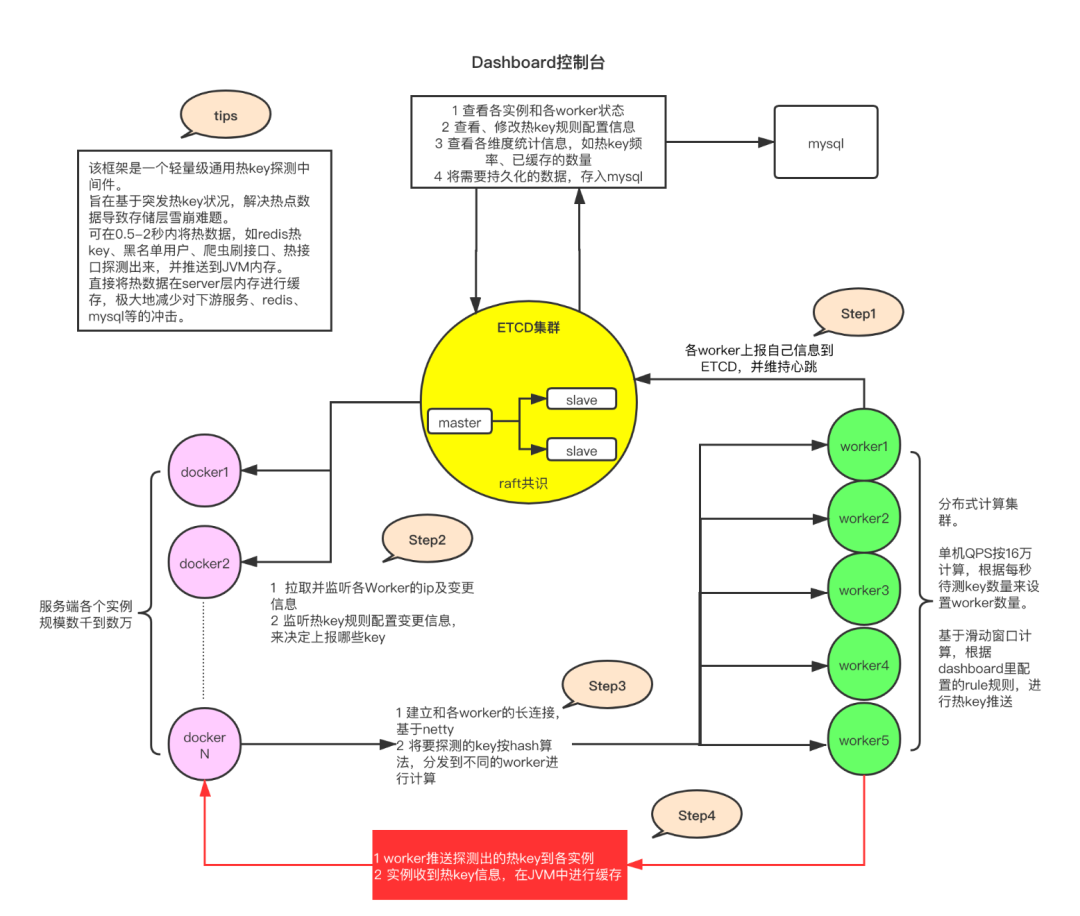 Dashboard控制台
tips
1 查看各实例和各worker状态
2 查看、修改热key规则配置信息
3 查看各维度统计信息，如热key频
率、已缓存的数量
4 将需要持久化的数据，存入mysql
mysql
该框架是一个轻量级通用热key探测中
间件。
旨在基于突发热key状况，解决热点数
据导致存储层雪崩难题。
可在0.5-2秒内将热数据，如redis热
key、黑名单用户、爬虫刷接口、热接
口探测出来，并推送到JVM内存。
直接将热数据在server层内存进行缓
存，极大地减少对下游服务、redis、
mysql等的冲击。
ETCD集群
master
slave
slave
raft共识
Step1
各worker上报自己信息到
ETCD，并维持心跳
docker1
docker2
docker
N
服务端各个实例
规模数千到数万
Step2
1 拉取并监听各Worker的ip及变更
信息
2 监听热key规则配置变更信息，
来决定上报哪些key
Step3
1 建立和各worker的长连接，
基于netty
2 将要探测的key按hash算
法，分发到不同的worker进
行计算
worker1
worker2
worker3
worker4
worker5
分布式计算集
群。
单机QPS按16万
计算，根据每秒
待测key数量来设
置worker数量。
基于滑动窗口计
算，根据
dashboard里配
置的rule规则，进
行热key推送
Step4
1 worker推送探测出的热key到各实例
2 实例收到热key信息，在JVM中进行缓存